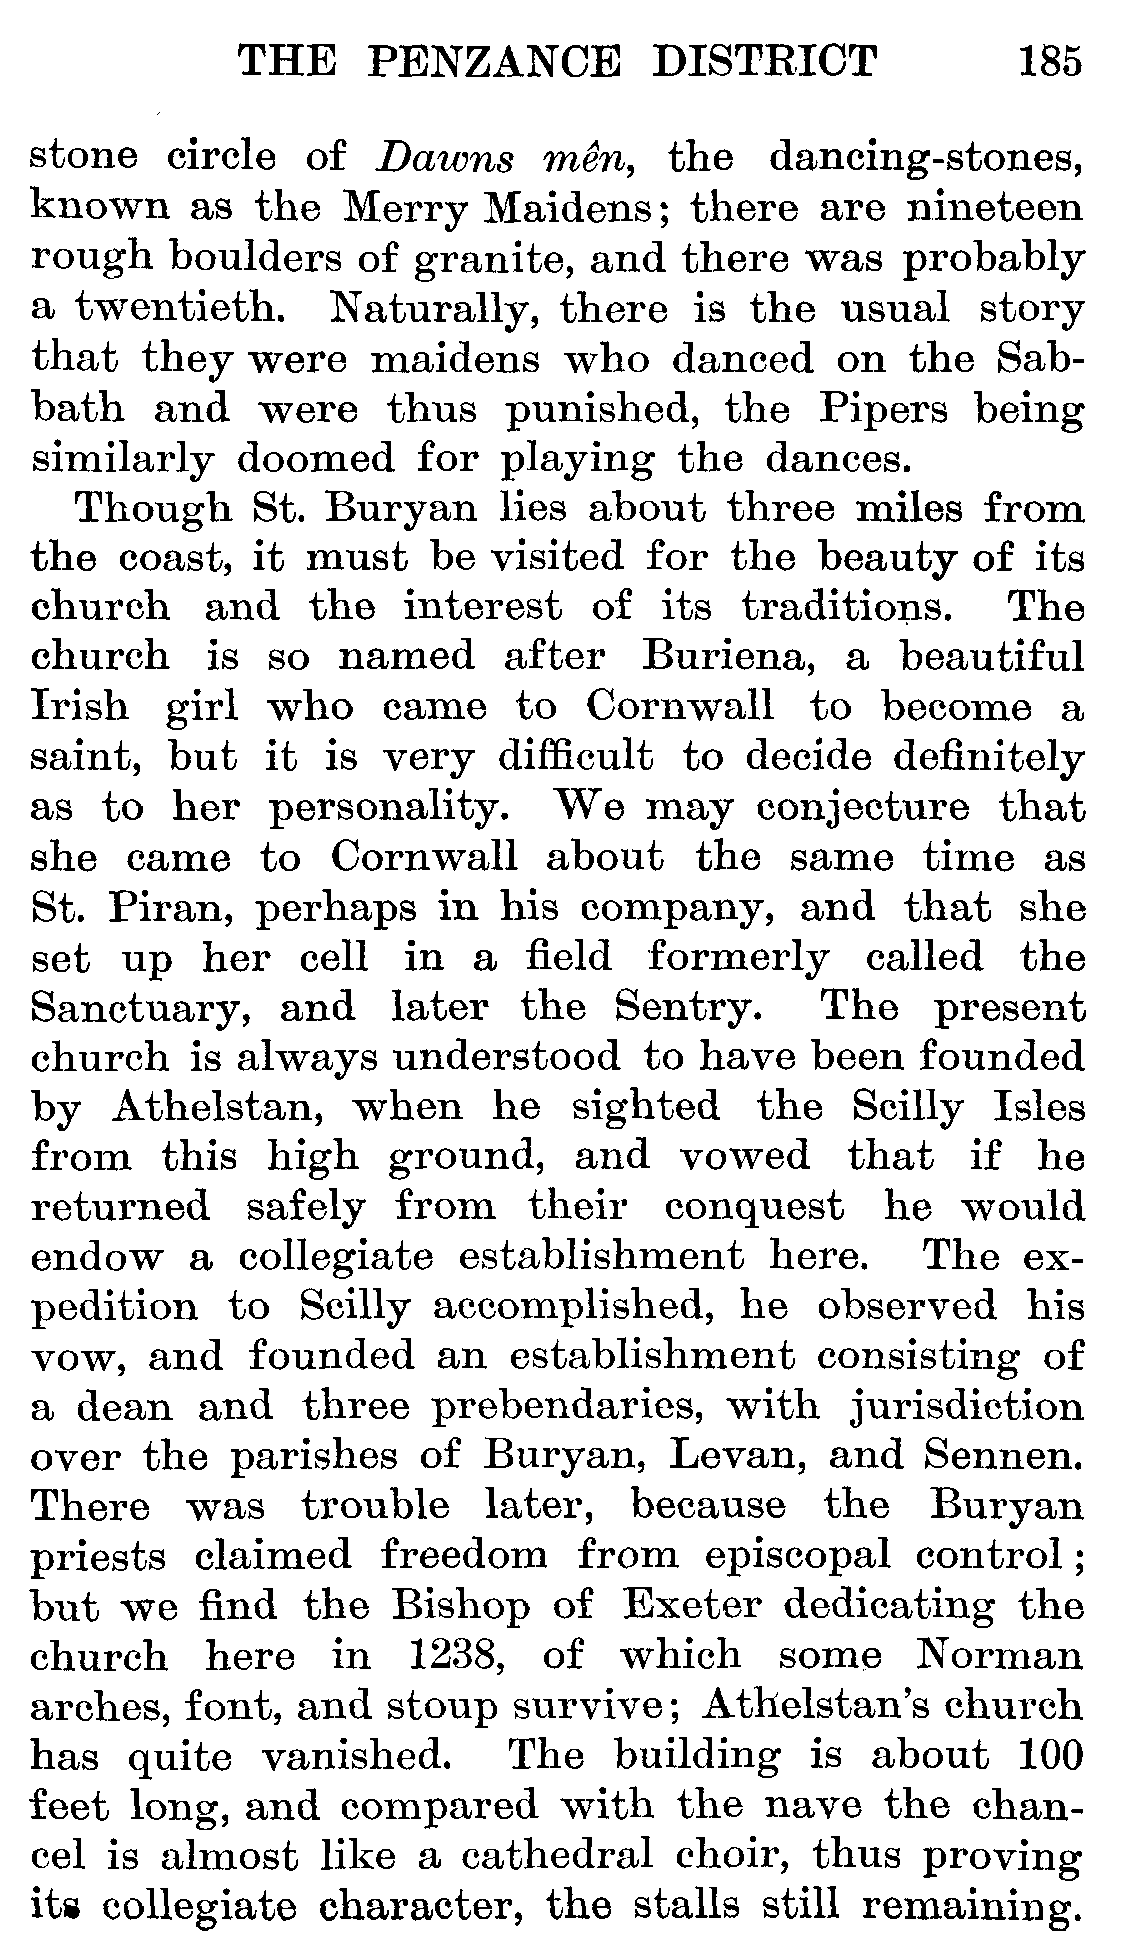 THE PENZANCE DISTRICT 185
stone circle of Dawns mên, the dancing-stones,
known as the Merry Maidens; there are nineteen
rough boulders of granite, and there was probably
a twentieth. Naturally, there is the usual story
that they were maidens who danced on the Sab-
bath and were thus punished, the Pipers being
similarly doomed for playing the dances.
Though St. Buryan lies about three miles from
the coast, it must be visited for the beauty of its
church and the interest of its traditions. The
church is so named after Buriena, a beautiful
Irish girl who came to Cornwall to become a
saint, but it is very difficult to decide definitely
as to her personality. We may conjecture that
she came to Cornwall about the same time as
St. Piran, perhaps in his company, and that she
set up her cell in a field formerly called the
Sanctuary, and later the Sentry. The present
church is always understood to have been founded
by Athelstan, when he sighted the Scilly Isles
from this high ground, and vowed that if he
returned safely from their conquest he would
endow a collegiate establishment here. The ex-
pedition to Scilly accomplished, he observed his
vow, and founded an establishment consisting of
a dean and three prebendaries, with jurisdiction
over the parishes of Buryan, Levan, and Sennen.
There was trouble later, because the Buryan
priests claimed freedom from episcopal control;
but we find the Bishop of Exeter dedicating the
church here in 1238, of which some Norman
arches, font, and stoup survive; Athelstan's church
has quite vanished. The building is about 100
feet long, and compared with the nave the chan-
cel is almost like a cathedral choir, thus proving
its collegiate character, the stalls still remaining.